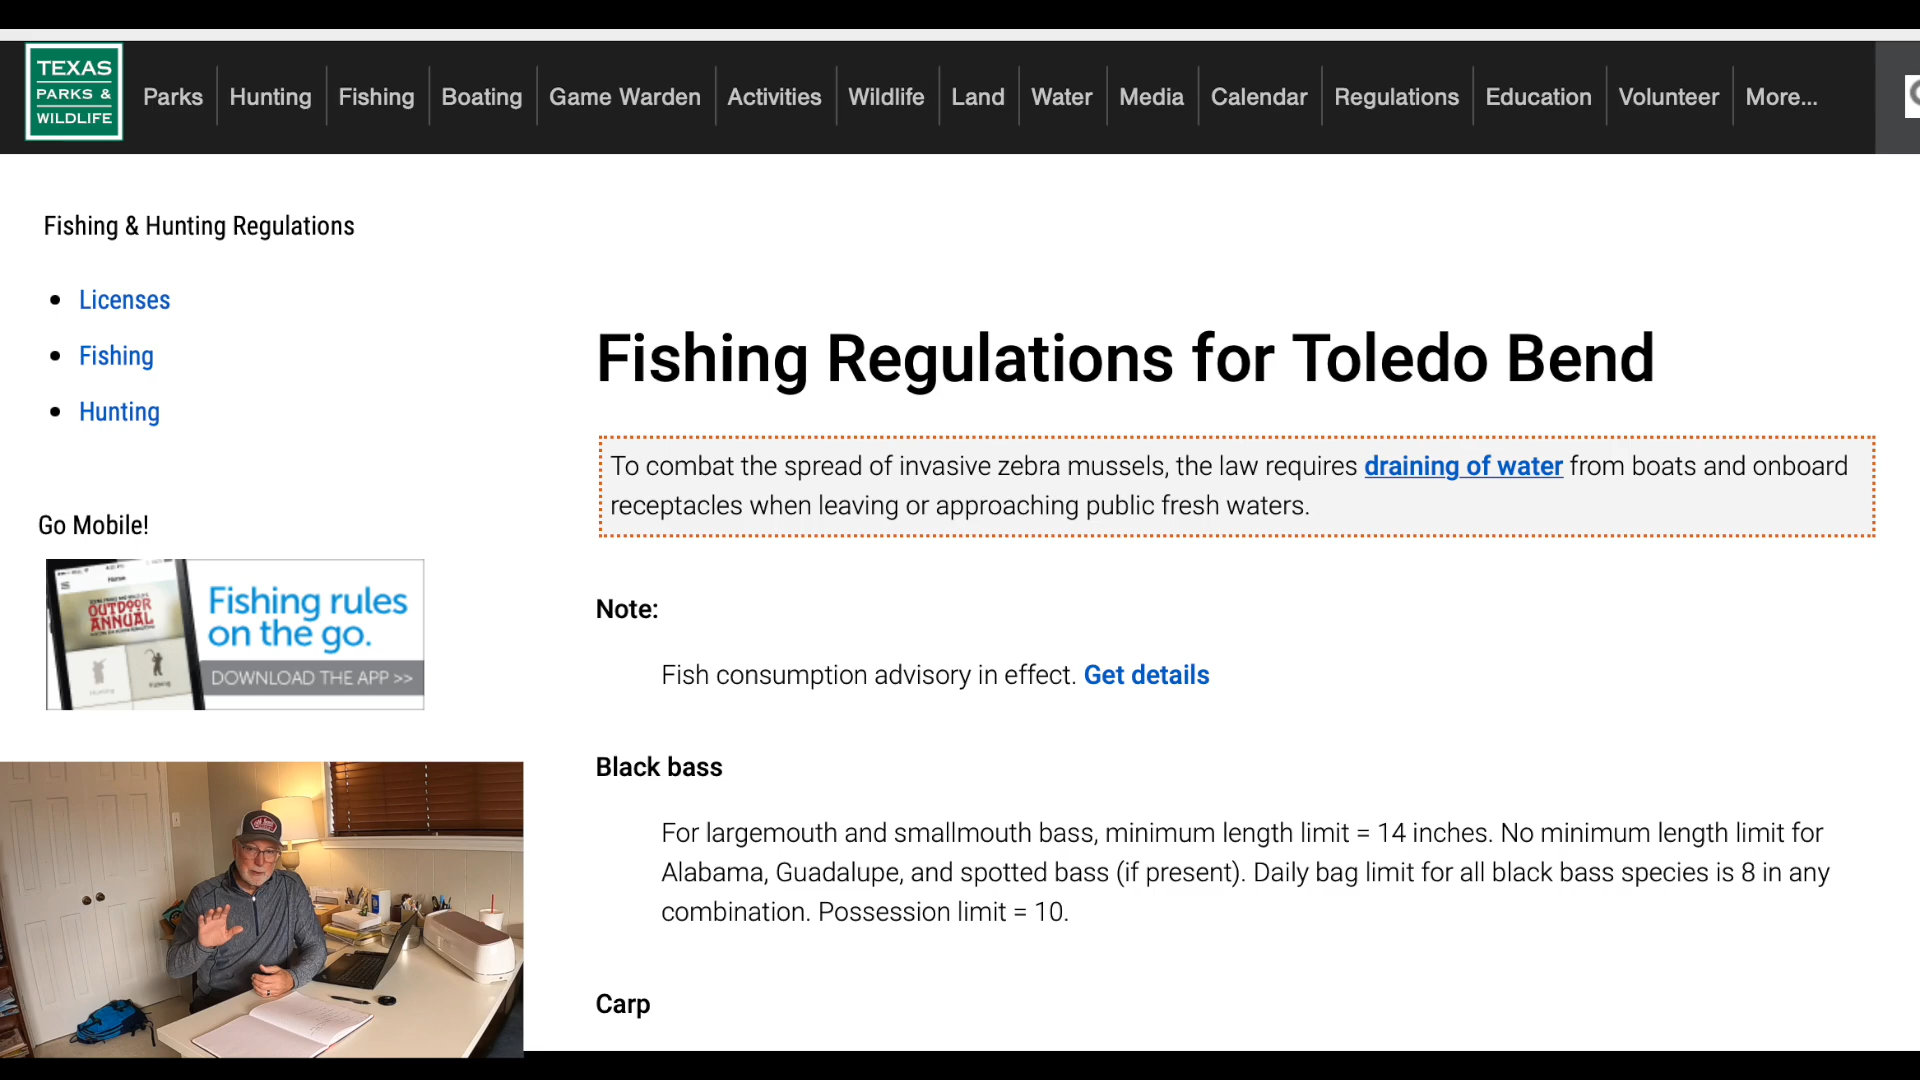 TEXAS
PARKS &
WILDLIFE
Parks
Hunting
Fishing
Boating
Game Warden
Activities
Wildlife
Land
Water
Media
Calendar
Regulations
Education
Volunteer
More...
Fishing & Hunting Regulations
Licenses
Fishing
Hunting
Go Mobile!
Home
OUTDOOR
ANNUAL
Hunting
Fishing
Fishing rules
on the go.
DOWNLOAD THE APP >>
Fishing Regulations for Toledo Bend
To combat the spread of invasive zebra mussels, the law requires draining of water from boats and onboard
receptacles when leaving or approaching public fresh waters.
Note:
Fish consumption advisory in effect. Get details
Black bass
For largemouth and smallmouth bass, minimum length limit = 14 inches. No minimum length limit for
Alabama, Guadalupe, and spotted bass (if present). Daily bag limit for all black bass species is 8 in any
combination. Possession limit = 10.
Carp